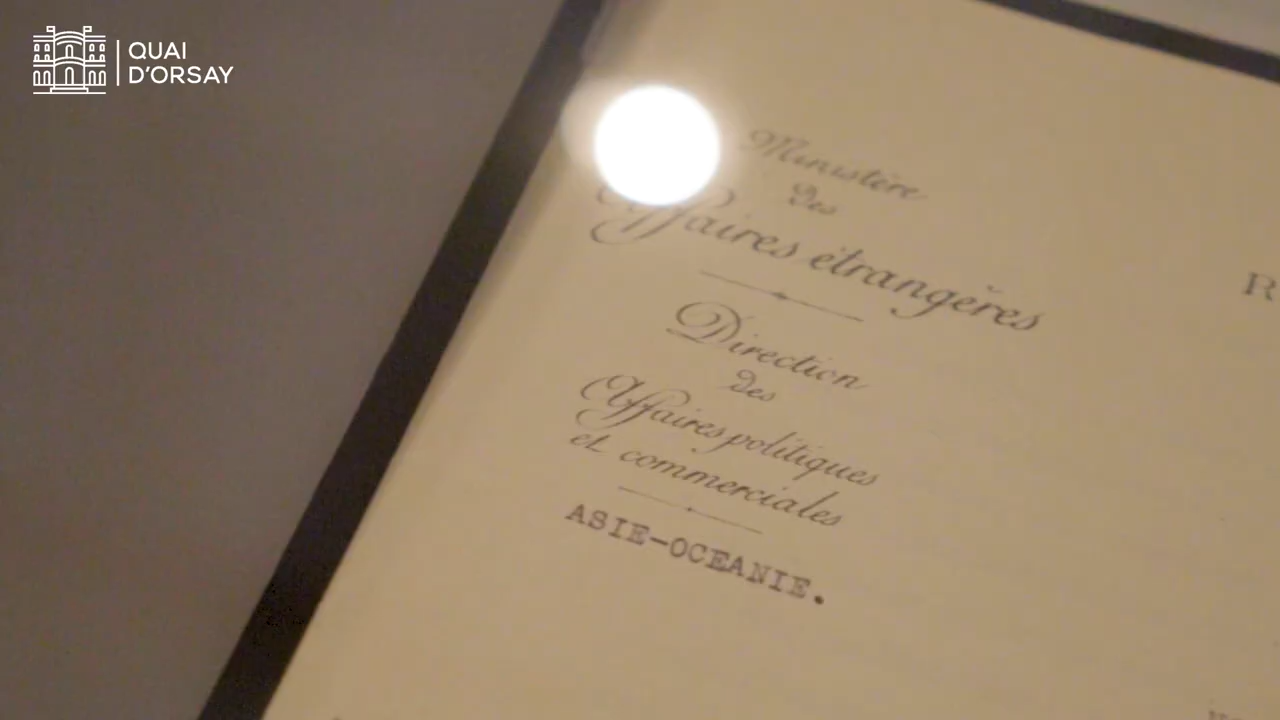 QUAI
D'ORSAY
Ministère
des
Affaires étrangères
Direction
des
Affaires politiques
et commerciales
ASIE-OCEANIE.
R